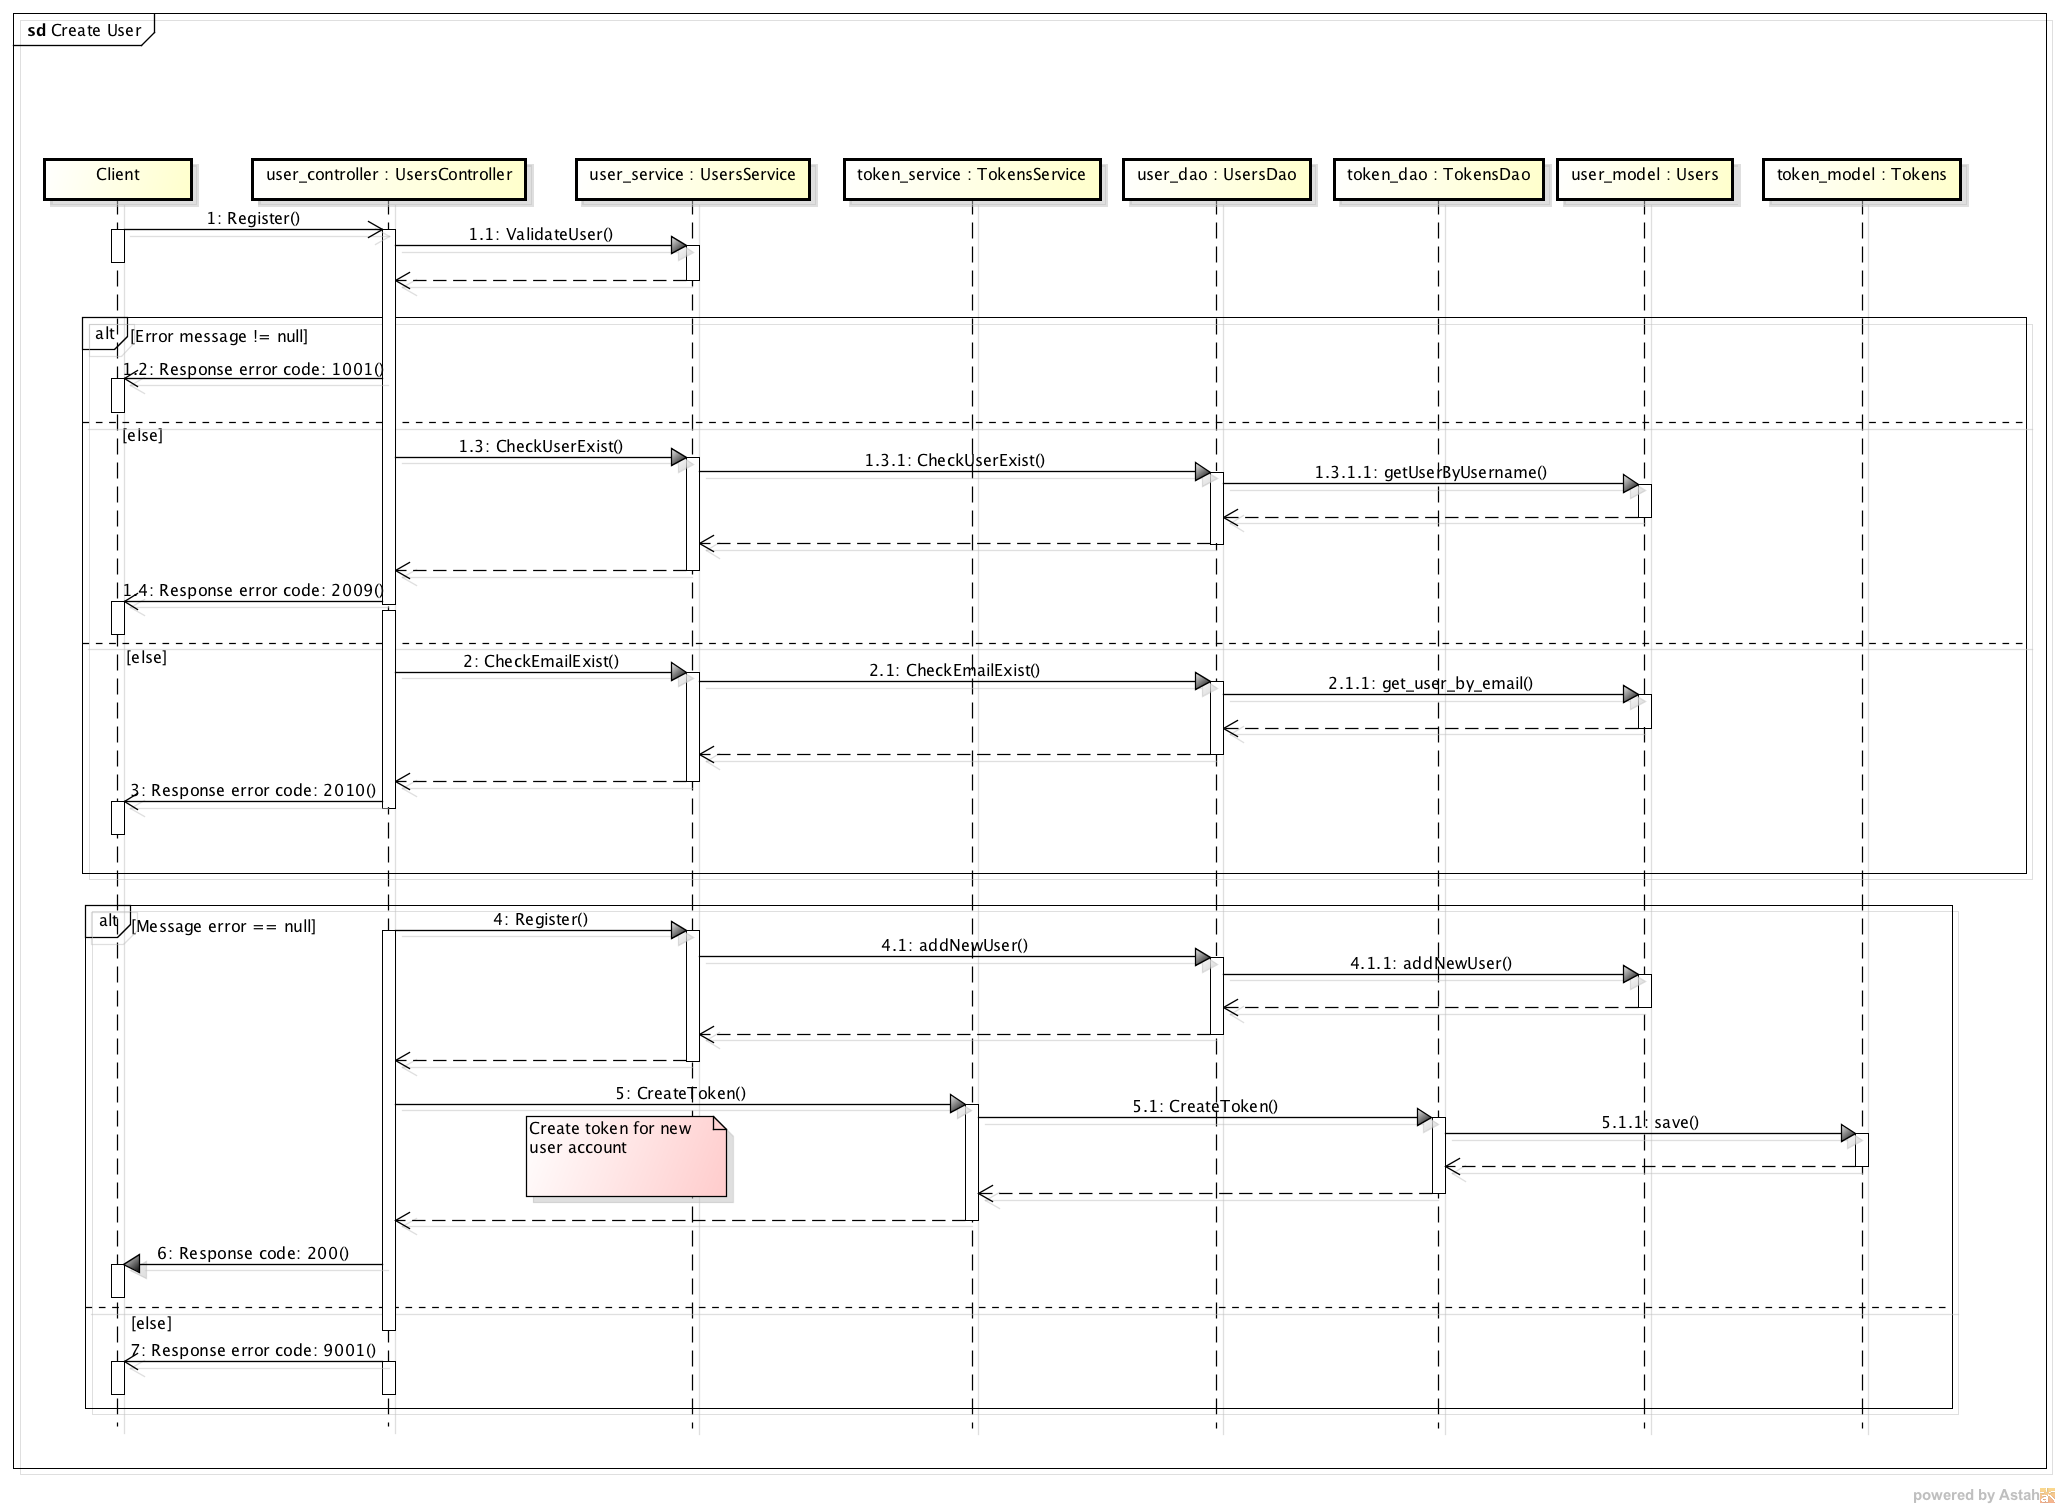 sd Create User
Client
user_controller : UsersController
user_service : UsersService
token_service : TokensService
user_dao : UsersDao
token_dao : TokensDao
user_model : Users
token_model : Tokens
1: Register()
1.1: ValidateUser()
alt
[Error message != null]
1.2: Response error code: 1001()
[else]
1.3: CheckUserExist()
1.3.1: CheckUserExist()
1.3.1.1: getUserByUsername()
1.4: Response error code: 2009()
[else]
2: CheckEmailExist()
2.1: CheckEmailExist()
2.1.1: get_user_by_email()
3: Response error code: 2010()
alt
[Message error == null]
4: Register()
4.1: addNewUser()
4.1.1: addNewUser()
5: CreateToken()
5.1: CreateToken()
5.1.1: save()
Create token for new
user account
6: Response code: 200()
[else]
7: Response error code: 9001()
powered by Astah